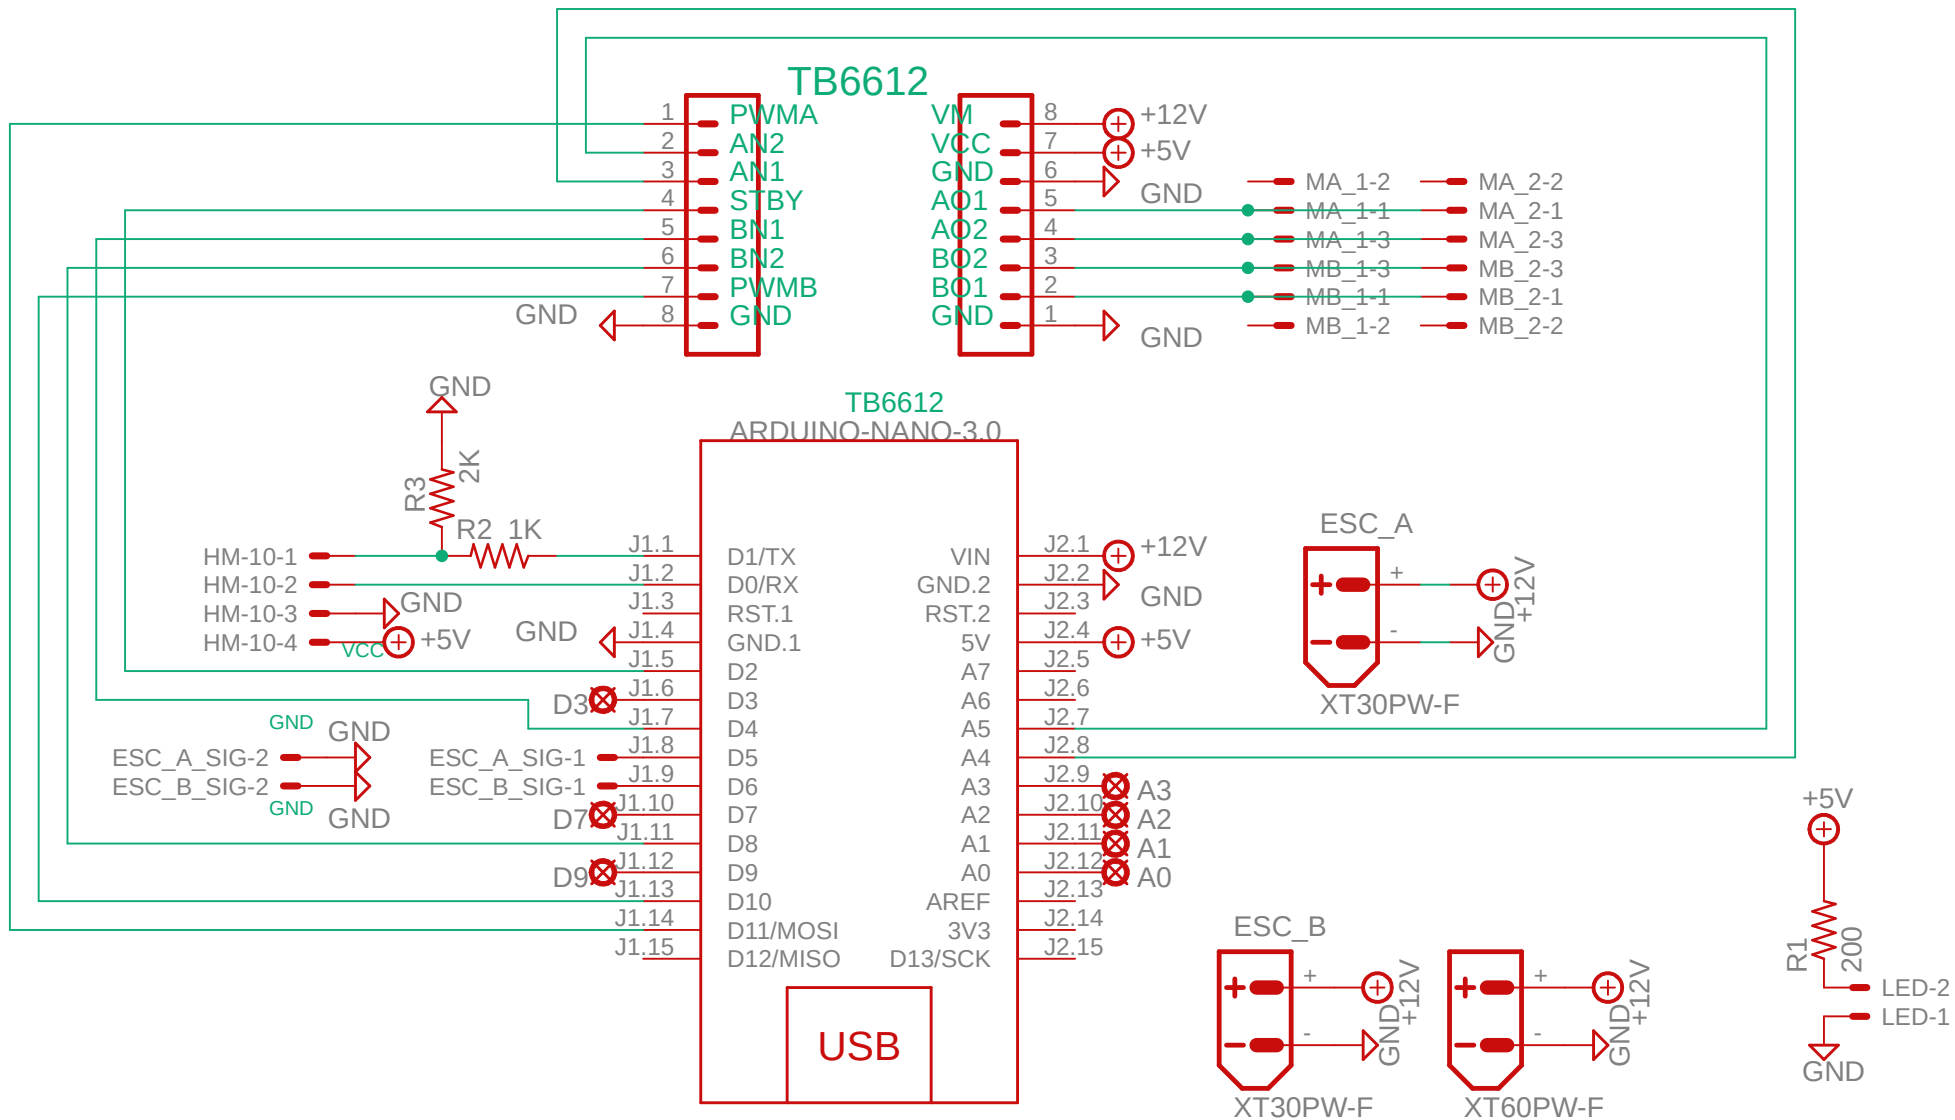 TB6612
1 PWMA
2 AN2
3 AN1
4 STBY
5 BN1
6 BN2
7 PWMB
8 GND
GND
VM 8 +12V
VCC 7 +5V
GND 6 GND
AO1 5
AO2 4
BO2 3
BO1 2
GND 1 GND
MA_1-2 MA_2-2
MA_1-1 MA_2-1
MA_1-3 MA_2-3
MB_1-3 MB_2-3
MB_1-1 MB_2-1
MB_1-2 MB_2-2
TB6612
ARDUINO-NANO-3.0
GND
R3 2K
R2 1K
HM-10-1
HM-10-2
HM-10-3 GND
HM-10-4 VCC +5V
GND
J1.1 D1/TX
J1.2 D0/RX
J1.3 RST.1
J1.4 GND.1
J1.5 D2
D3 J1.6 D3
J1.7 D4
ESC_A_SIG-1 J1.8 D5
ESC_B_SIG-1 J1.9 D6
D7 J1.10 D7
J1.11 D8
D9 J1.12 D9
J1.13 D10
J1.14 D11/MOSI
J1.15 D12/MISO
GND GND
ESC_A_SIG-2
ESC_B_SIG-2
GND GND
VIN J2.1 +12V
GND.2 J2.2 GND
RST.2 J2.3
5V J2.4 +5V
A7 J2.5
A6 J2.6
A5 J2.7
A4 J2.8
A3 J2.9 A3
A2 J2.10 A2
A1 J2.11 A1
A0 J2.12 A0
AREF J2.13
3V3 J2.14
D13/SCK J2.15
USB
ESC_A
+ + +12V
- - GND
XT30PW-F
ESC_B
+ + +12V
- - GND
XT30PW-F
+ + +12V
- - GND
XT60PW-F
+5V
R1 200
LED-2
LED-1
GND